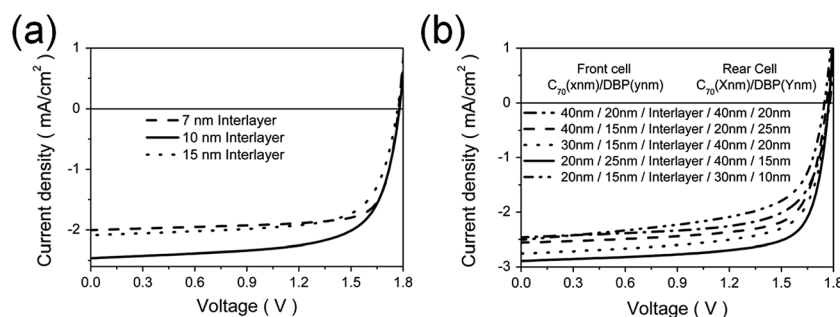 (a)
Current density ( mA/cm²)
0
-1
-2
7 nm Interlayer
10 nm Interlayer
15 nm Interlayer
0.0 0.3 0.6 0.9 1.2 1.5 1.8
Voltage ( V )
(b)
Current density ( mA/cm²)
1
0
-1
-2
-3
Front cell Rear Cell
C₇₀(xnm)/DBP(ynm) C₇₀(Xnm)/DBP(Ynm)
40nm / 20nm / Interlayer / 40nm / 20nm
40nm / 15nm / Interlayer / 20nm / 25nm
30nm / 15nm / Interlayer / 40nm / 20nm
20nm / 25nm / Interlayer / 40nm / 15nm
20nm / 15nm / Interlayer / 30nm / 10nm
0.0 0.3 0.6 0.9 1.2 1.5 1.8
Voltage ( V )